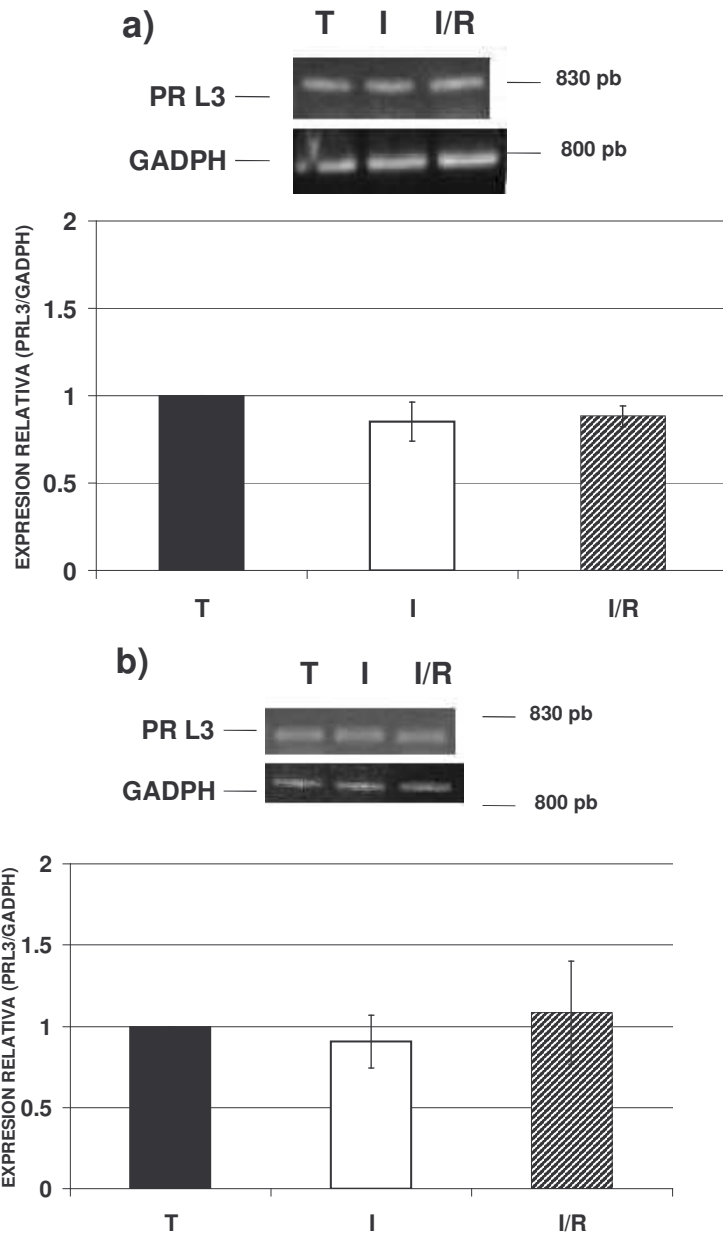 a)
T I I/R
PR L3
830 pb
GADPH
800 pb
EXPRESION RELATIVA (PRL3/GADPH)
2
1.5
1
0.5
0
T I I/R
b)
T I I/R
PR L3
830 pb
GADPH
800 pb
EXPRESION RELATIVA (PRL3/GADPH)
2
1.5
1
0.5
0
T I I/R